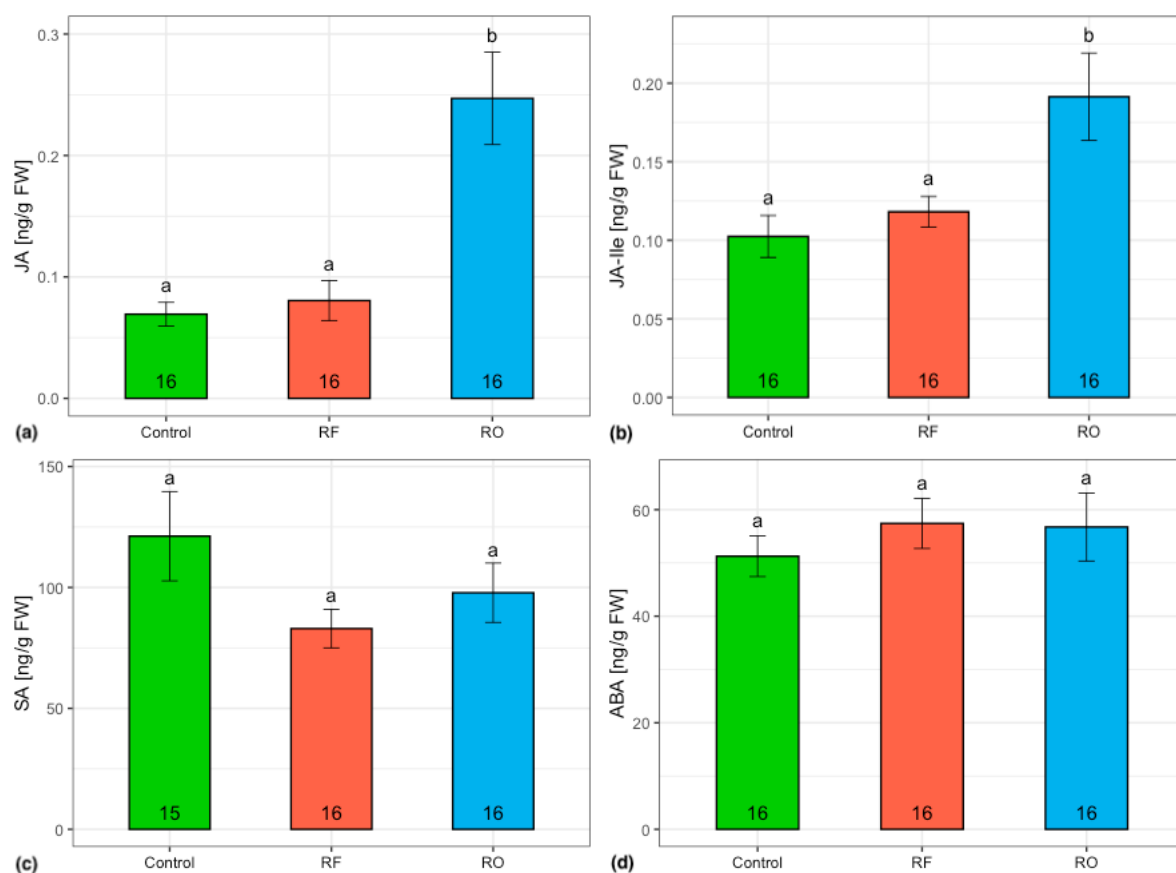 JA [ng/g FW]
0.3
0.2
0.1
0.0
a
a
b
16
16
16
Control
RF
RO
(a)
JA-Ile [ng/g FW]
0.20
0.15
0.10
0.05
0.00
a
a
b
16
16
16
Control
RF
RO
(b)
SA [ng/g FW]
150
100
50
0
a
a
a
15
16
16
Control
RF
RO
(c)
ABA [ng/g FW]
60
40
20
0
a
a
a
16
16
16
Control
RF
RO
(d)